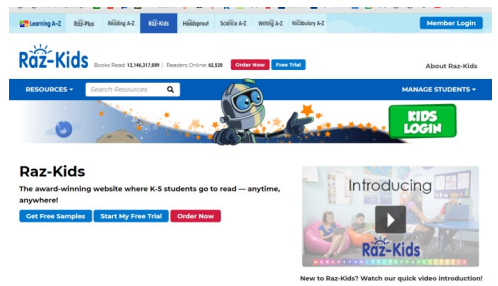 Learning A-Z Raz-Plus Reading A-Z Raz-Kids Headsprout Science A-Z Writing A-Z Vocabulary A-Z Member Login
Raz-Kids Books Read: 12,146,317,889 | Readers Online: 62,520 Order Now Free Trial About Raz-Kids
RESOURCES Search Resources MANAGE STUDENTS
KIDS
LOGIN
Raz-Kids
The award-winning website where K-5 students go to read — anytime,
anywhere!
Get Free Samples Start My Free Trial Order Now
Introducing
Raz-Kids
New to Raz-Kids? Watch our quick video introduction!